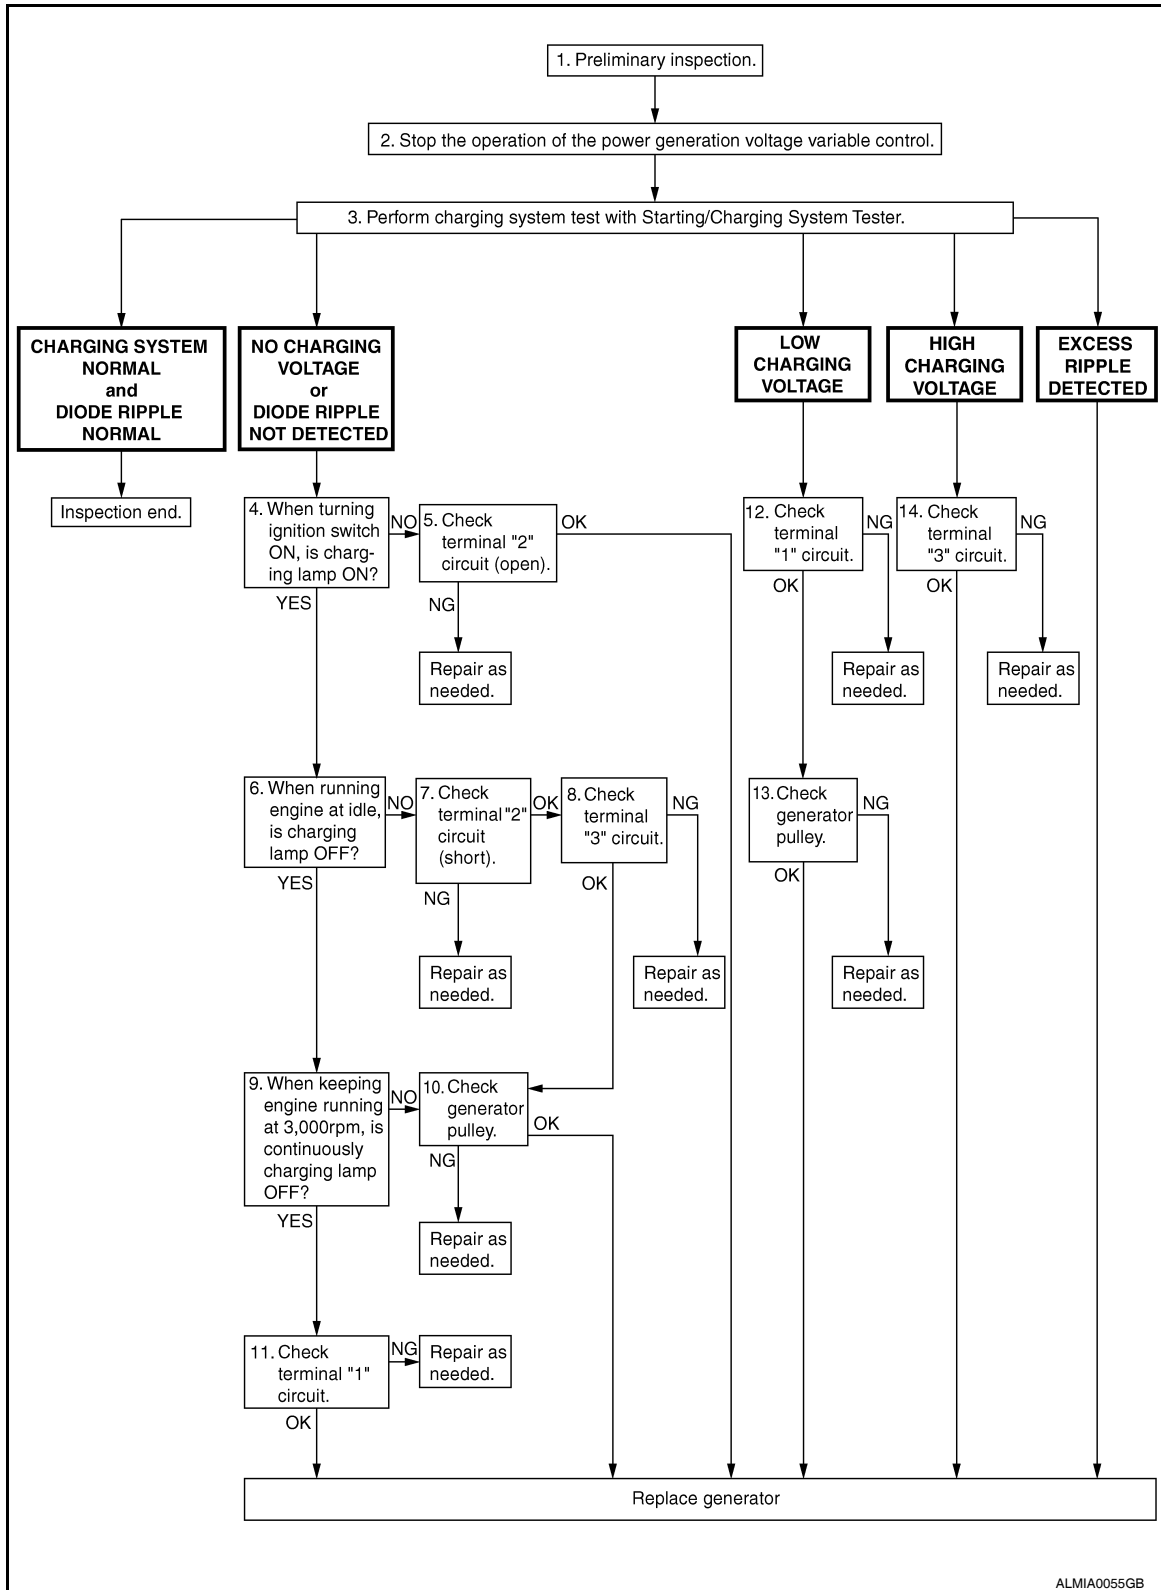 1. Preliminary inspection.
2. Stop the operation of the power generation voltage variable control.
3. Perform charging system test with Starting/Charging System Tester.
CHARGING SYSTEM
NORMAL
and
DIODE RIPPLE
NORMAL
NO CHARGING
VOLTAGE
or
DIODE RIPPLE
NOT DETECTED
LOW
CHARGING
VOLTAGE
HIGH
CHARGING
VOLTAGE
EXCESS
RIPPLE
DETECTED
Inspection end.
4. When turning
ignition switch
ON, is charg-
ing lamp ON?
NO
YES
5. Check
terminal "2"
circuit (open).
OK
NG
Repair as
needed.
12. Check
terminal
"1" circuit.
NG
OK
Repair as
needed.
14. Check
terminal
"3" circuit.
NG
OK
Repair as
needed.
6. When running
engine at idle,
is charging
lamp OFF?
NO
YES
7. Check
terminal "2"
circuit
(short).
OK
NG
Repair as
needed.
8. Check
terminal
"3" circuit.
NG
OK
Repair as
needed.
13. Check
generator
pulley.
NG
OK
Repair as
needed.
9. When keeping
engine running
at 3,000rpm, is
continuously
charging lamp
OFF?
NO
YES
10. Check
generator
pulley.
OK
NG
Repair as
needed.
11. Check
terminal "1"
circuit.
NG
OK
Repair as
needed.
Replace generator
ALMIA0055GB